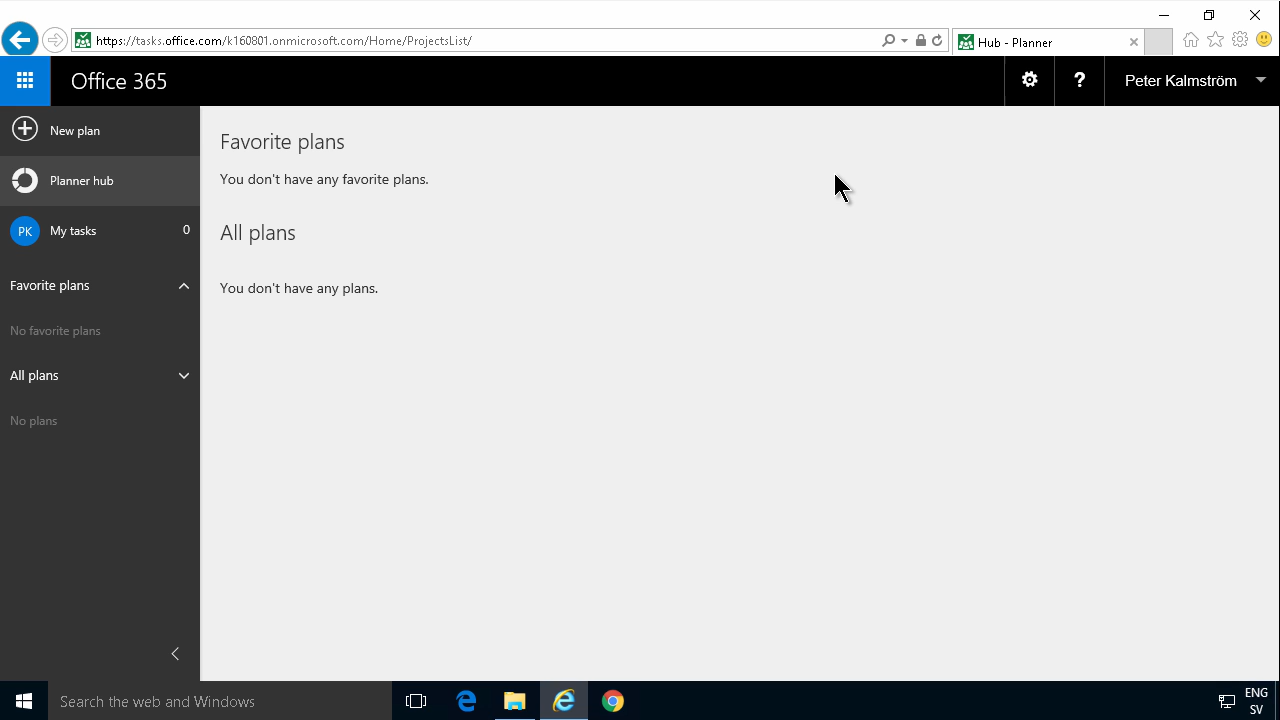 https://tasks.office.com/k160801.onmicrosoft.com/Home/ProjectsList/
Hub - Planner
Office 365
?
Peter Kalmström
New plan
Planner hub
PK My tasks 0
Favorite plans
No favorite plans
All plans
No plans
Favorite plans
You don't have any favorite plans.
All plans
You don't have any plans.
Search the web and Windows
ENG
SV